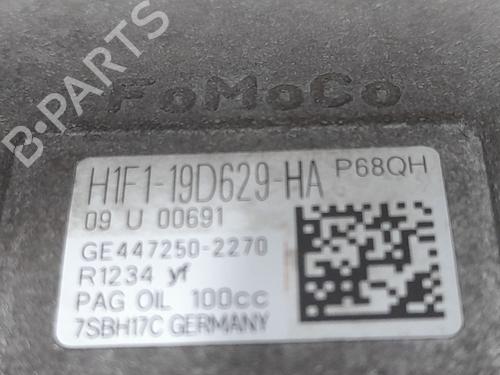 FoMoCo
H1F1-19D629-HA P68QH
09 U 00691
GE447250-2270
R1234 yf
PAG OIL 100cc
7SBH17C GERMANY
B-PARTS